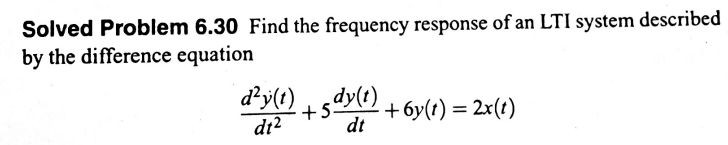 Solved Problem 6.30 Find the frequency response of an LTI system described
by the difference equation
d²y(t)/dt² + 5 dy(t)/dt + 6y(t) = 2x(t)